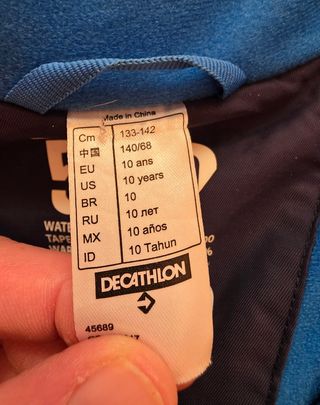 Made in China
Cm 133-142
中国 140/68
EU 10 ans
US 10 years
BR 10
RU 10 лет
MX 10 años
ID 10 Tahun
DECATHLON
45689